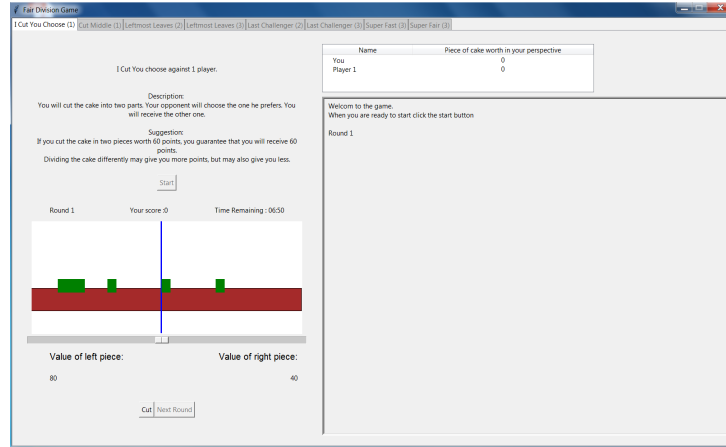 Fair Division Game
I Cut You Choose (1) Cut Middle (1) Leftmost Leaves (2) Leftmost Leaves (3) Last Challenger (2) Last Challenger (3) Super Fast (3) Super Fair (3)
I Cut You choose against 1 player.
Description:
You will cut the cake into two parts. Your opponent will choose the one he prefers. You
will receive the other one.
Suggestion:
If you cut the cake in two pieces worth 60 points, you guarantee that you will receive 60
points.
Dividing the cake differently may give you more points, but may also give you less.
Start
Round 1 Your score :0 Time Remaining : 06:50
Value of left piece: Value of right piece:
80 40
Cut Next Round
Name Piece of cake worth in your perspective
You 0
Player 1 0
Welcom to the game.
When you are ready to start click the start button
Round 1